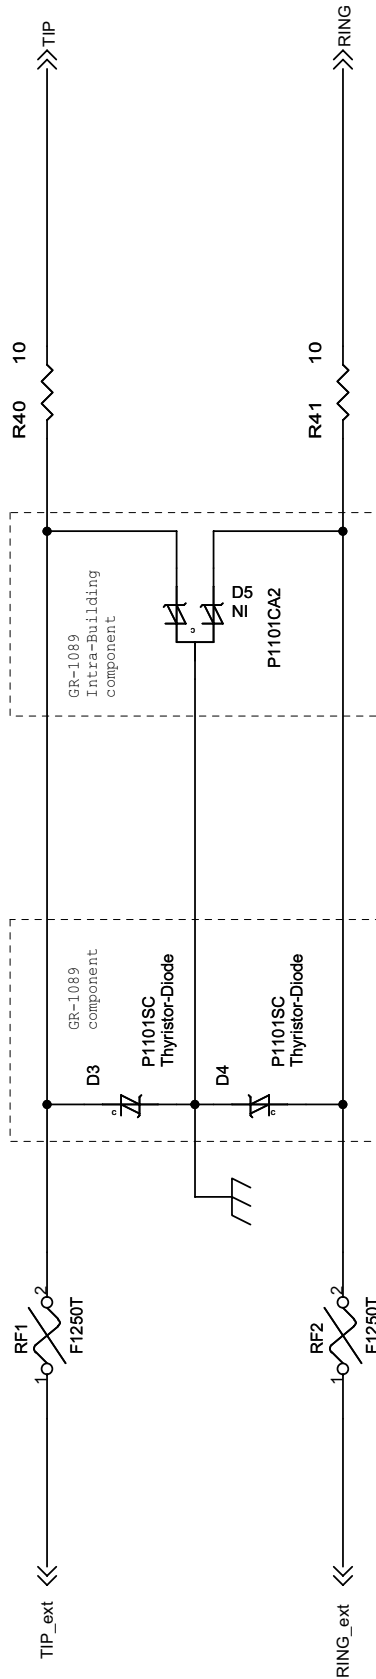 TIP_ext
1
RF1
2
F1250T
D3
P1101SC
Thyristor-Diode
c
GR-1089
component
D4
P1101SC
Thyristor-Diode
c
GR-1089
Intra-Building
component
D5
NI
c
P1101CA2
R40 10
TIP
RING_ext
1
RF2
2
F1250T
R41 10
RING